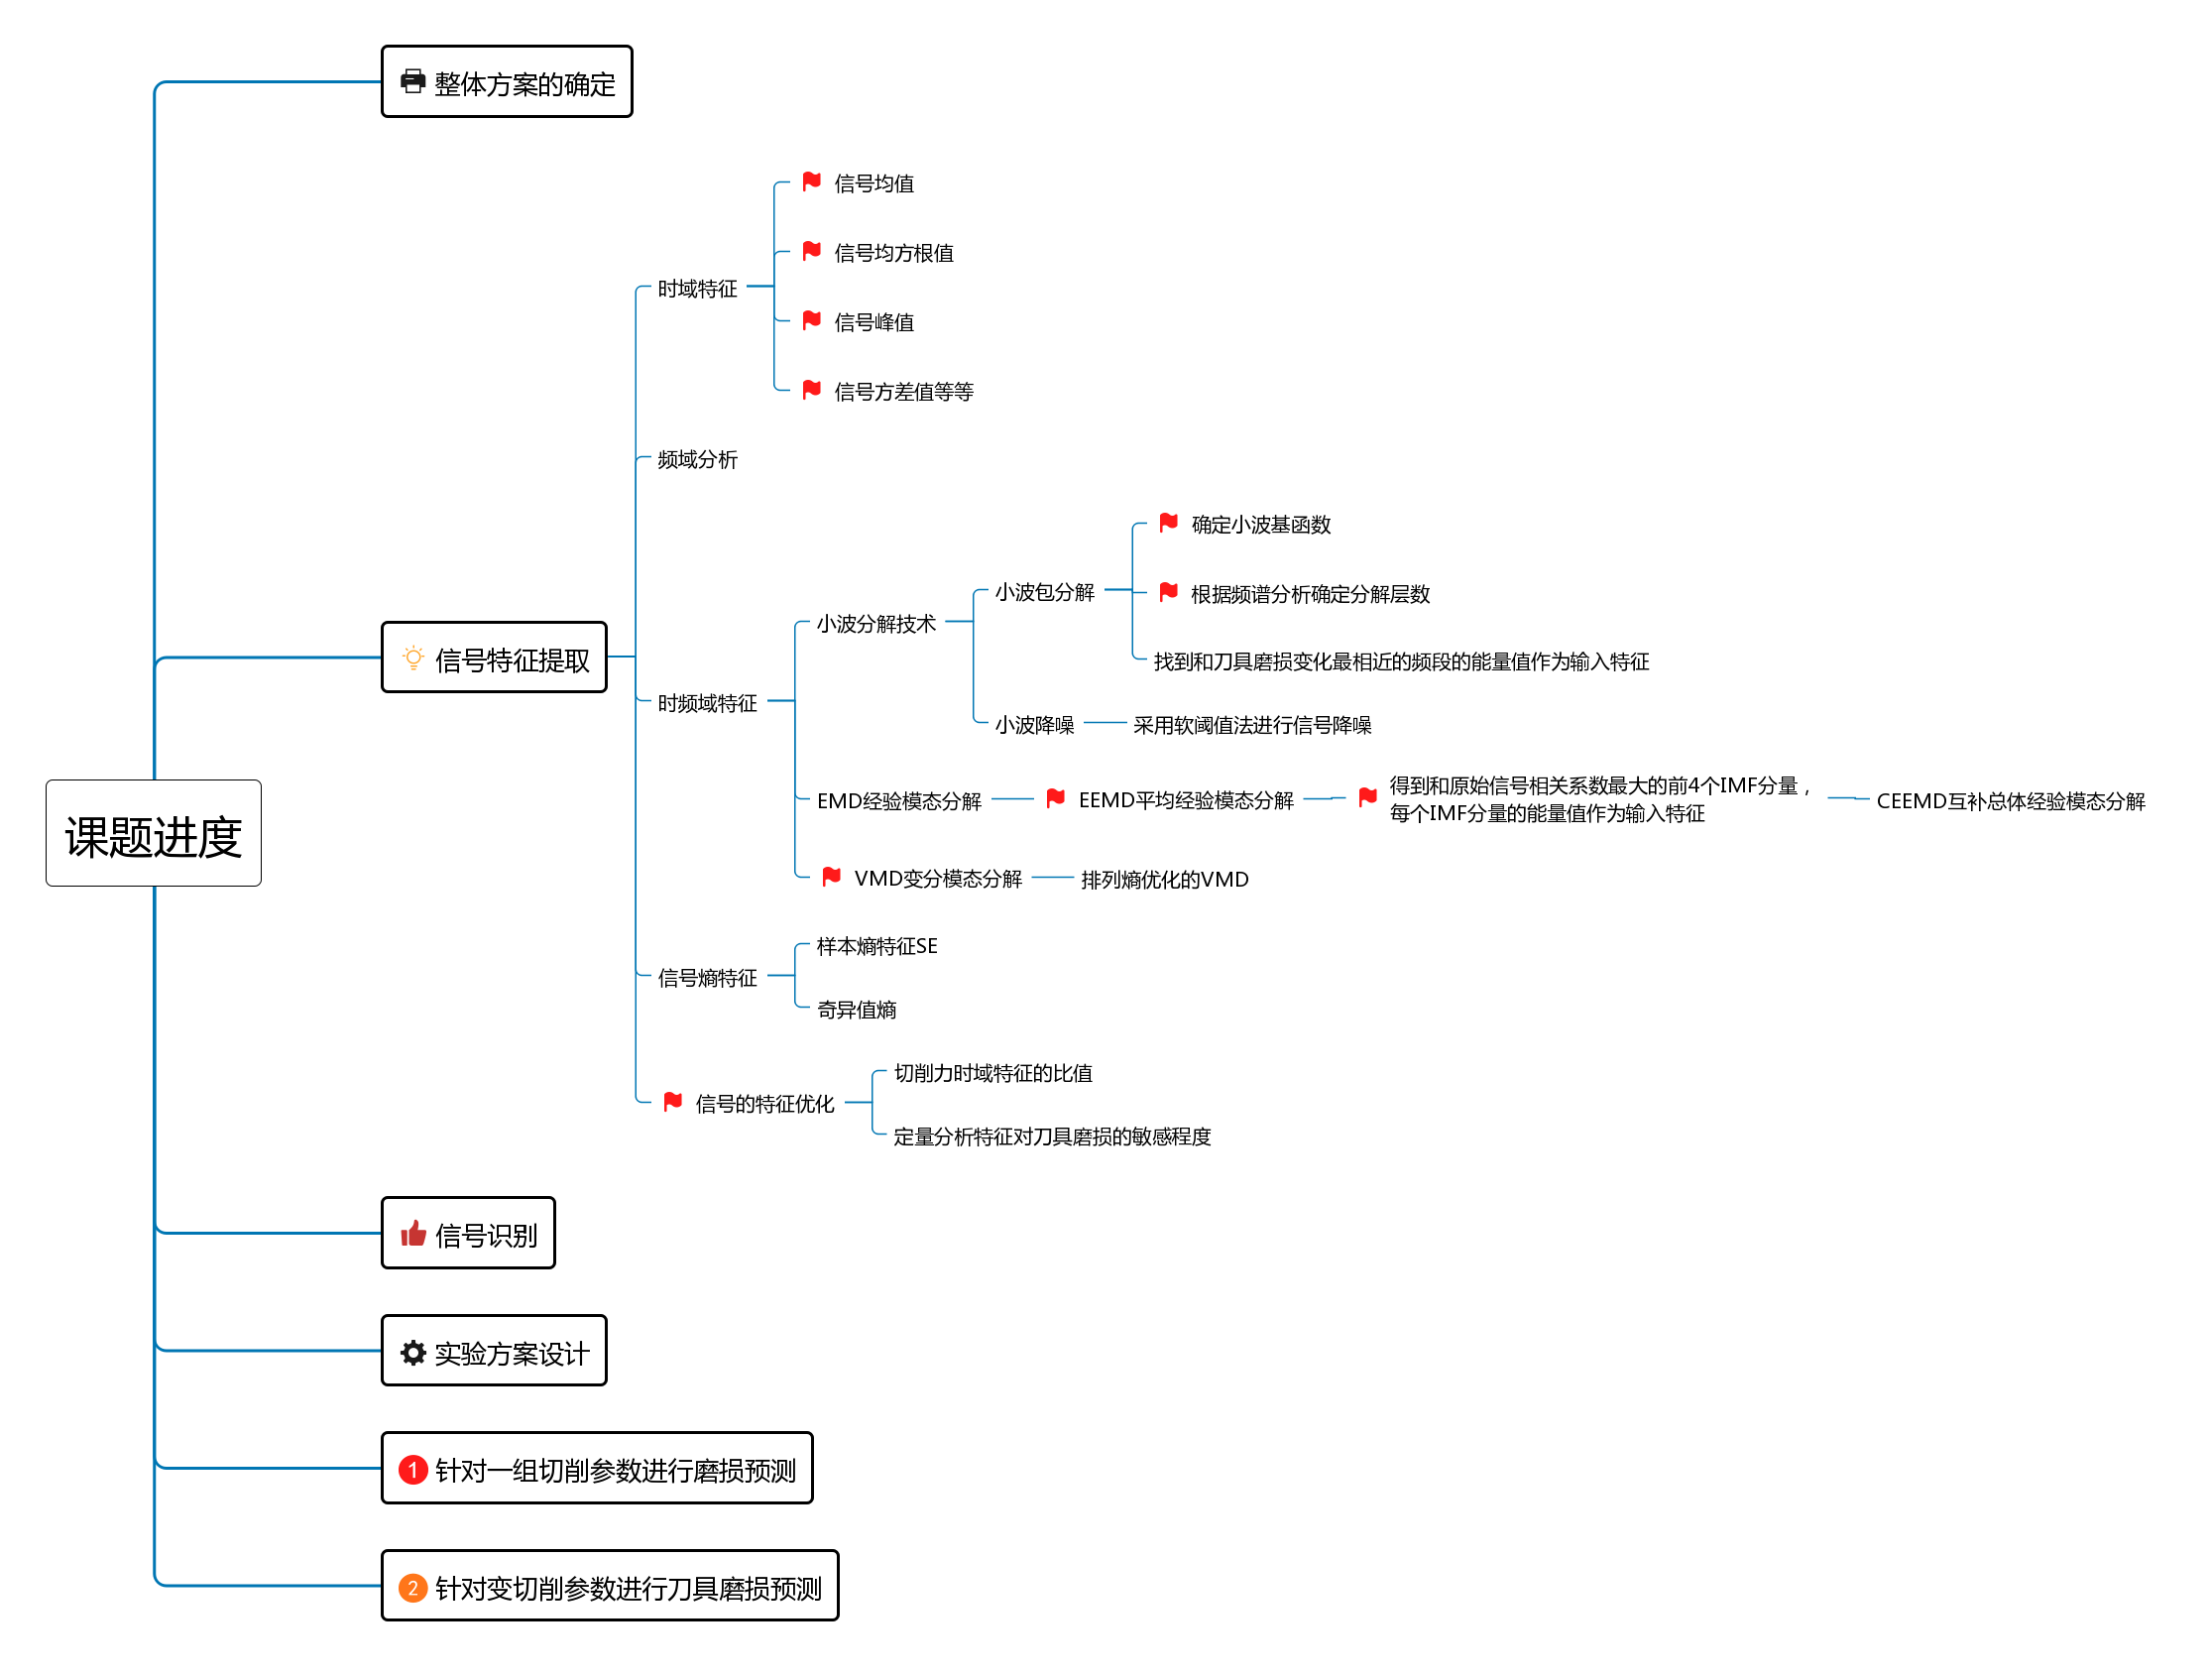 整体方案的确定
信号均值
信号均方根值
时域特征
信号峰值
信号方差值等等
频域分析
确定小波基函数
小波包分解
根据频谱分析确定分解层数
小波分解技术
信号特征提取
找到和刀具磨损变化最相近的频段的能量值作为输入特征
时频域特征
小波降噪
采用软阈值法进行信号降噪
EMD经验模态分解
EEMD平均经验模态分解
得到和原始信号相关系数最大的前4个IMF分量，
每个IMF分量的能量值作为输入特征
CEEMD互补总体经验模态分解
课题进度
VMD变分模态分解
排列熵优化的VMD
样本熵特征SE
信号熵特征
奇异值熵
切削力时域特征的比值
信号的特征优化
定量分析特征对刀具磨损的敏感程度
信号识别
实验方案设计
1 针对一组切削参数进行磨损预测
2 针对变切削参数进行刀具磨损预测